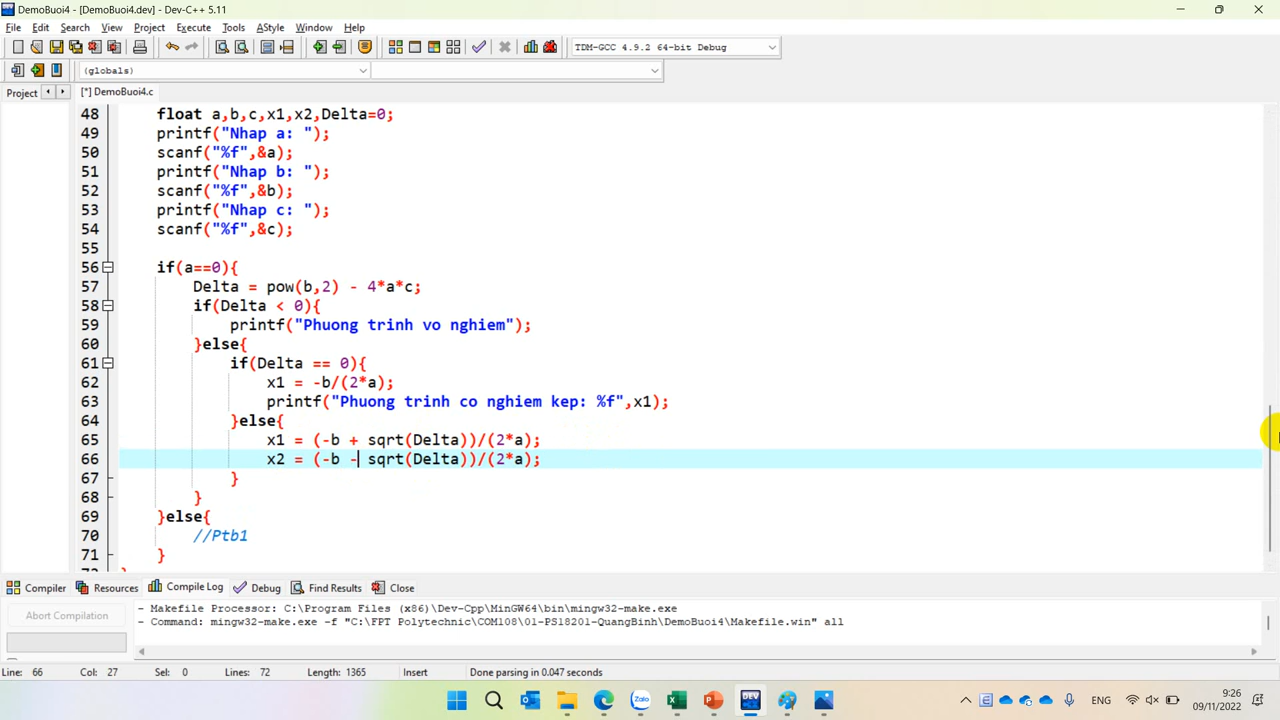 DemoBuoi4 - [DemoBuoi4.dev] - Dev-C++ 5.11
File Edit Search View Project Execute Tools AStyle Window Help
TDM-GCC 4.9.2 64-bit Debug
(globals)
Project [*] DemoBuoi4.c
48 float a,b,c,x1,x2,Delta=0;
49 printf("Nhap a: ");
50 scanf("%f",&a);
51 printf("Nhap b: ");
52 scanf("%f",&b);
53 printf("Nhap c: ");
54 scanf("%f",&c);
55
56 if(a==0){
57 Delta = pow(b,2) - 4*a*c;
58 if(Delta < 0){
59 printf("Phuong trinh vo nghiem");
60 }else{
61 if(Delta == 0){
62 x1 = -b/(2*a);
63 printf("Phuong trinh co nghiem kep: %f",x1);
64 }else{
65 x1 = (-b + sqrt(Delta))/(2*a);
66 x2 = (-b - sqrt(Delta))/(2*a);
67 }
68 }
69 }else{
70 //Ptb1
71 }
Compiler Resources Compile Log Debug Find Results Close
Abort Compilation
- Makefile Processor: C:\Program Files (x86)\Dev-Cpp\MinGW64\bin\mingw32-make.exe
- Command: mingw32-make.exe -f "C:\FPT Polytechnic\COM108\01-PS18201-QuangBinh\DemoBuoi4\Makefile.win" all
Line: 66 Col: 27 Sel: 0 Lines: 72 Length: 1365 Insert Done parsing in 0.047 seconds
Zalo DEV ENG 9:26
09/11/2022